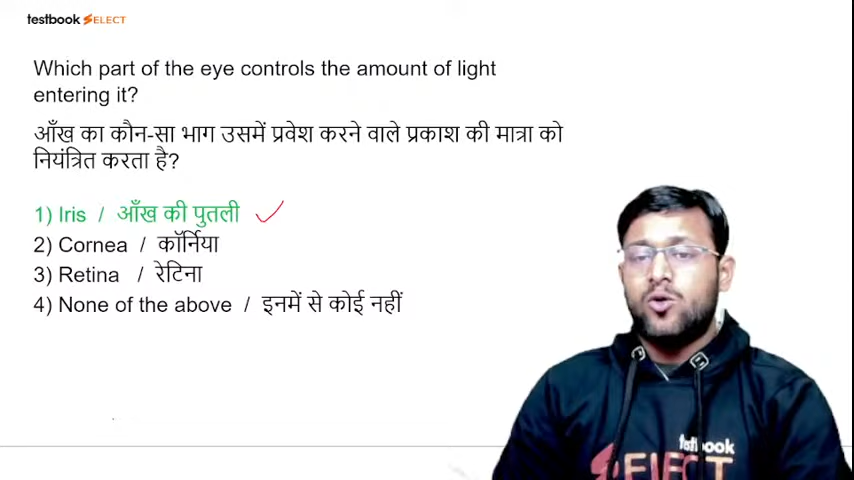 testbook SELECT
Which part of the eye controls the amount of light
entering it?
आँख का कौन-सा भाग उसमें प्रवेश करने वाले प्रकाश की मात्रा को
नियंत्रित करता है?
1) Iris / आँख की पुतली
2) Cornea / कॉर्निया
3) Retina / रेटिना
4) None of the above / इनमें से कोई नहीं
testbook
SELECT